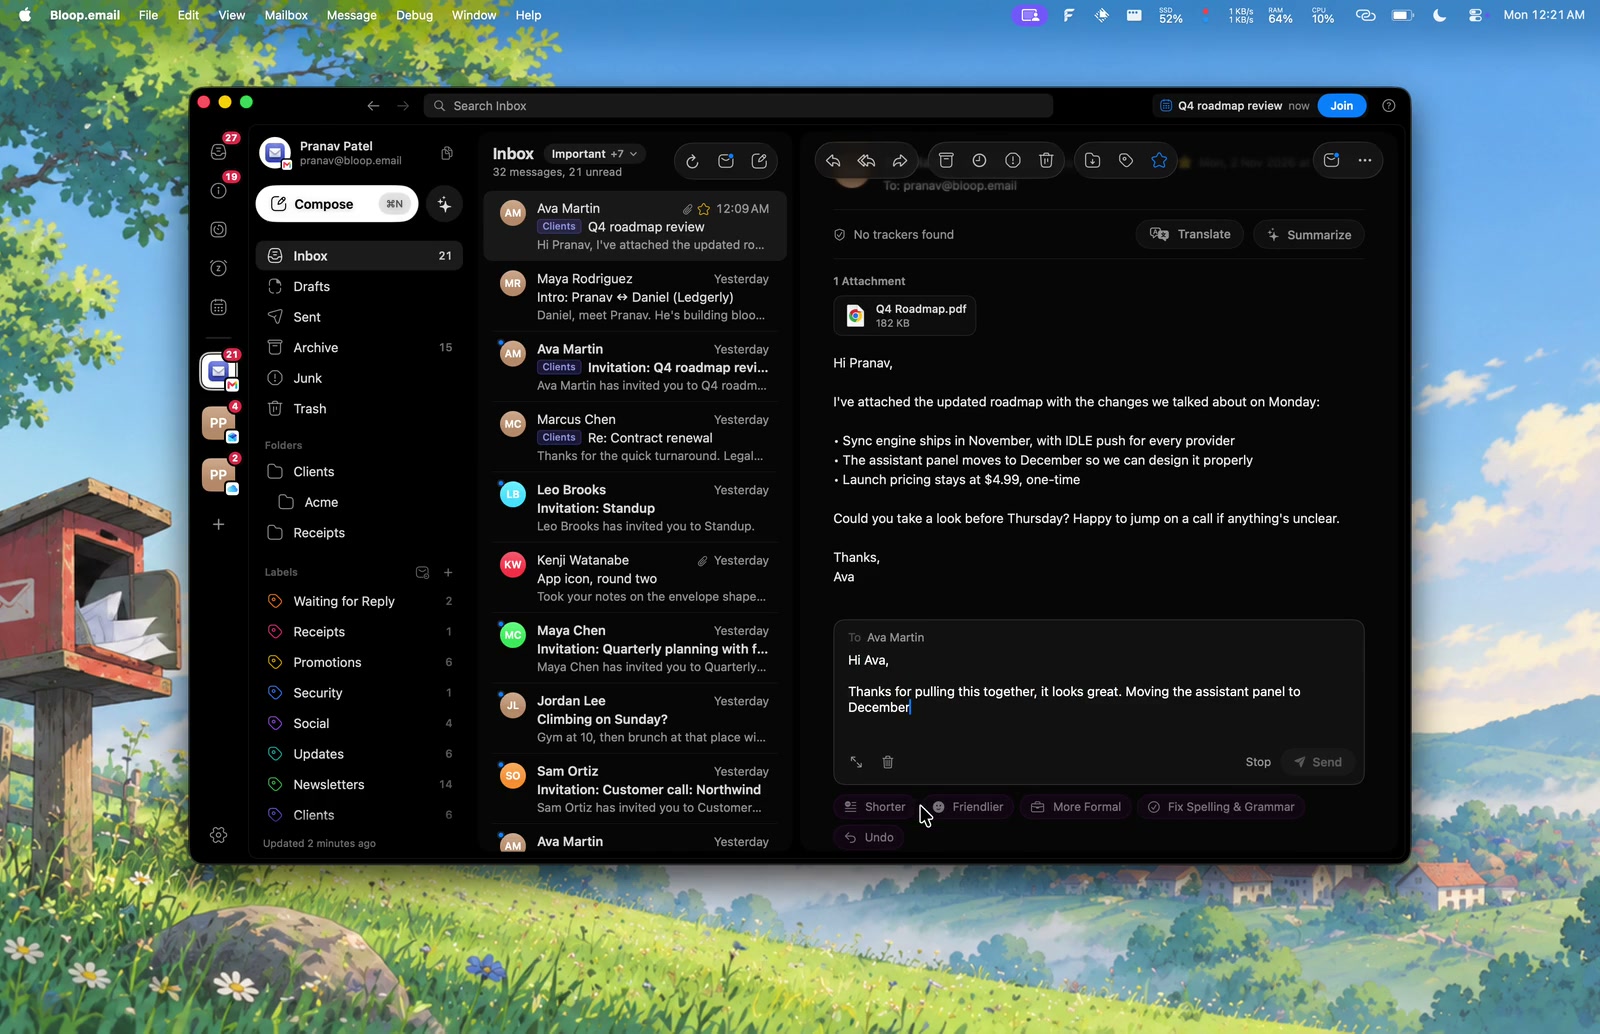 Bloop.email File Edit View Mailbox Message Debug Window Help
SSD 52% 1 KB/s 1 KB/s RAM 64% CPU 10% Mon 12:21 AM
Search Inbox
Q4 roadmap review now Join
27
19
21
4
2
PP
PP
Pranav Patel
pranav@bloop.email
Compose ⌘N
Inbox 21
Drafts
Sent
Archive 15
Junk
Trash
Folders
Clients
Acme
Receipts
Labels
Waiting for Reply 2
Receipts 1
Promotions 6
Security 1
Social 4
Updates 6
Newsletters 14
Clients 6
Updated 2 minutes ago
Inbox Important +7
32 messages, 21 unread
AM Ava Martin 12:09 AM
Clients Q4 roadmap review
Hi Pranav, I've attached the updated ro...
MR Maya Rodriguez Yesterday
Intro: Pranav ↔ Daniel (Ledgerly)
Daniel, meet Pranav. He's building bloo...
AM Ava Martin Yesterday
Clients Invitation: Q4 roadmap revi...
Ava Martin has invited you to Q4 roadm...
MC Marcus Chen Yesterday
Clients Re: Contract renewal
Thanks for the quick turnaround. Legal...
LB Leo Brooks Yesterday
Invitation: Standup
Leo Brooks has invited you to Standup.
KW Kenji Watanabe Yesterday
App icon, round two
Took your notes on the envelope shape...
MC Maya Chen Yesterday
Invitation: Quarterly planning with f...
Maya Chen has invited you to Quarterly...
JL Jordan Lee Yesterday
Climbing on Sunday?
Gym at 10, then brunch at that place wi...
SO Sam Ortiz Yesterday
Invitation: Customer call: Northwind
Sam Ortiz has invited you to Customer...
AM Ava Martin Yesterday
To: pranav@bloop.email
No trackers found Translate Summarize
1 Attachment
Q4 Roadmap.pdf
182 KB
Hi Pranav,
I've attached the updated roadmap with the changes we talked about on Monday:
• Sync engine ships in November, with IDLE push for every provider
• The assistant panel moves to December so we can design it properly
• Launch pricing stays at $4.99, one-time
Could you take a look before Thursday? Happy to jump on a call if anything's unclear.
Thanks,
Ava
To Ava Martin
Hi Ava,
Thanks for pulling this together, it looks great. Moving the assistant panel to
December
Stop Send
Shorter Friendlier More Formal Fix Spelling & Grammar
Undo